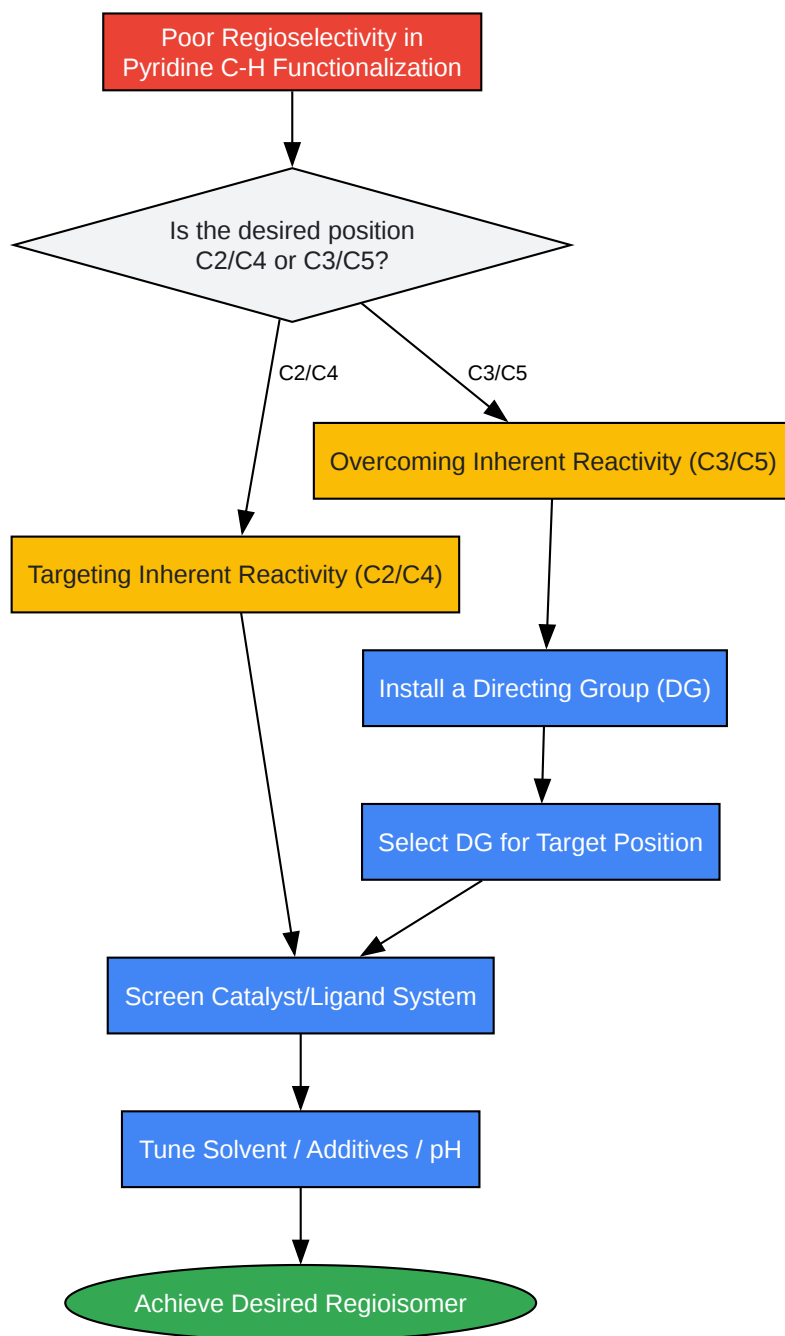 Poor Regioselectivity in
Pyridine C-H Functionalization
Is the desired position
C2/C4 or C3/C5?
C2/C4
C3/C5
Overcoming Inherent Reactivity (C3/C5)
Targeting Inherent Reactivity (C2/C4)
Install a Directing Group (DG)
Select DG for Target Position
Screen Catalyst/Ligand System
Tune Solvent / Additives / pH
Achieve Desired Regioisomer